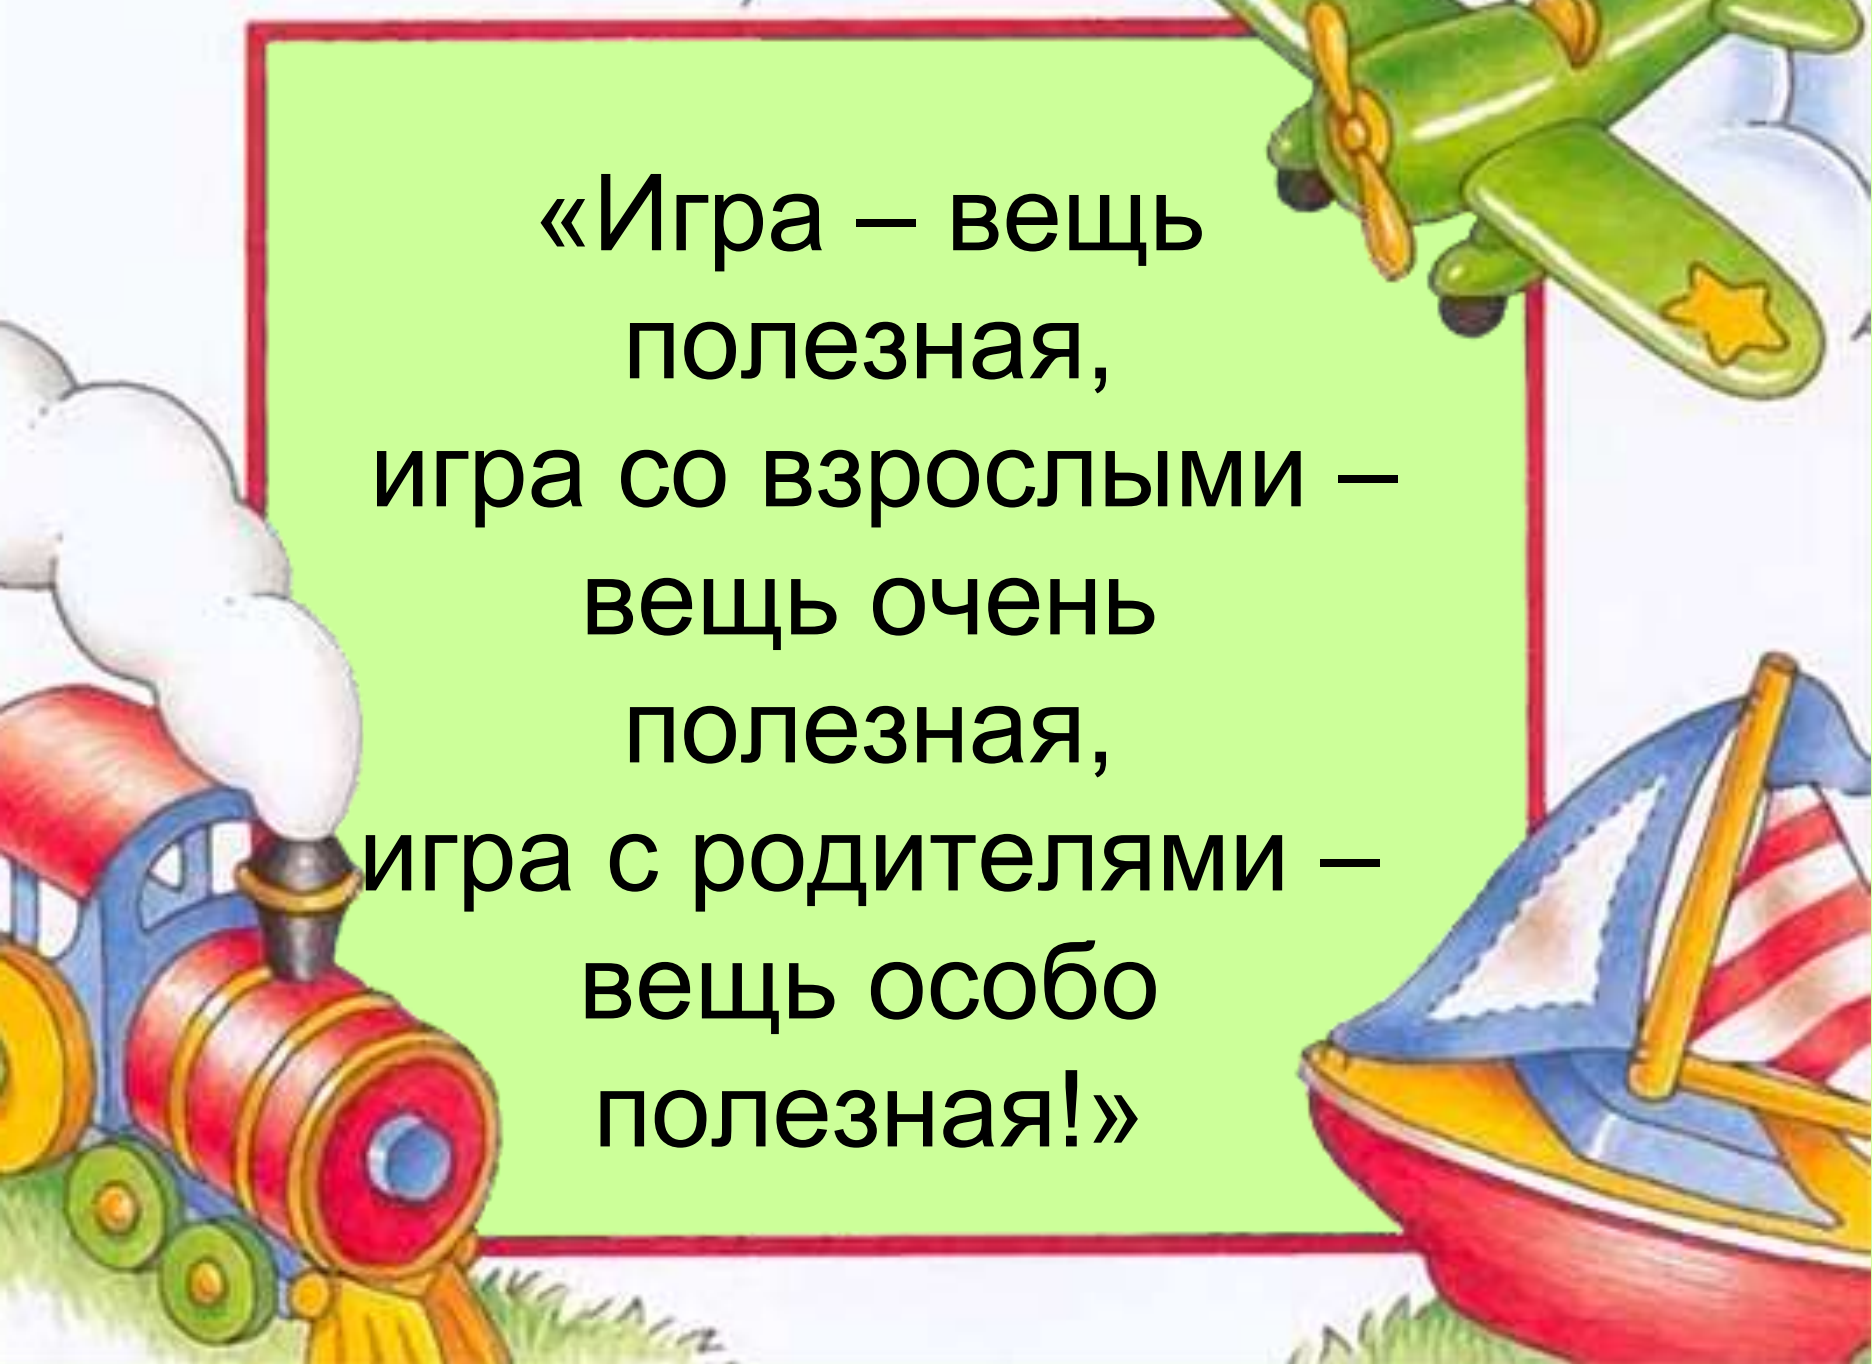 «Игра – вещь
полезная,
игра со взрослыми –
вещь очень
полезная,
игра с родителями –
вещь особо
полезная!»